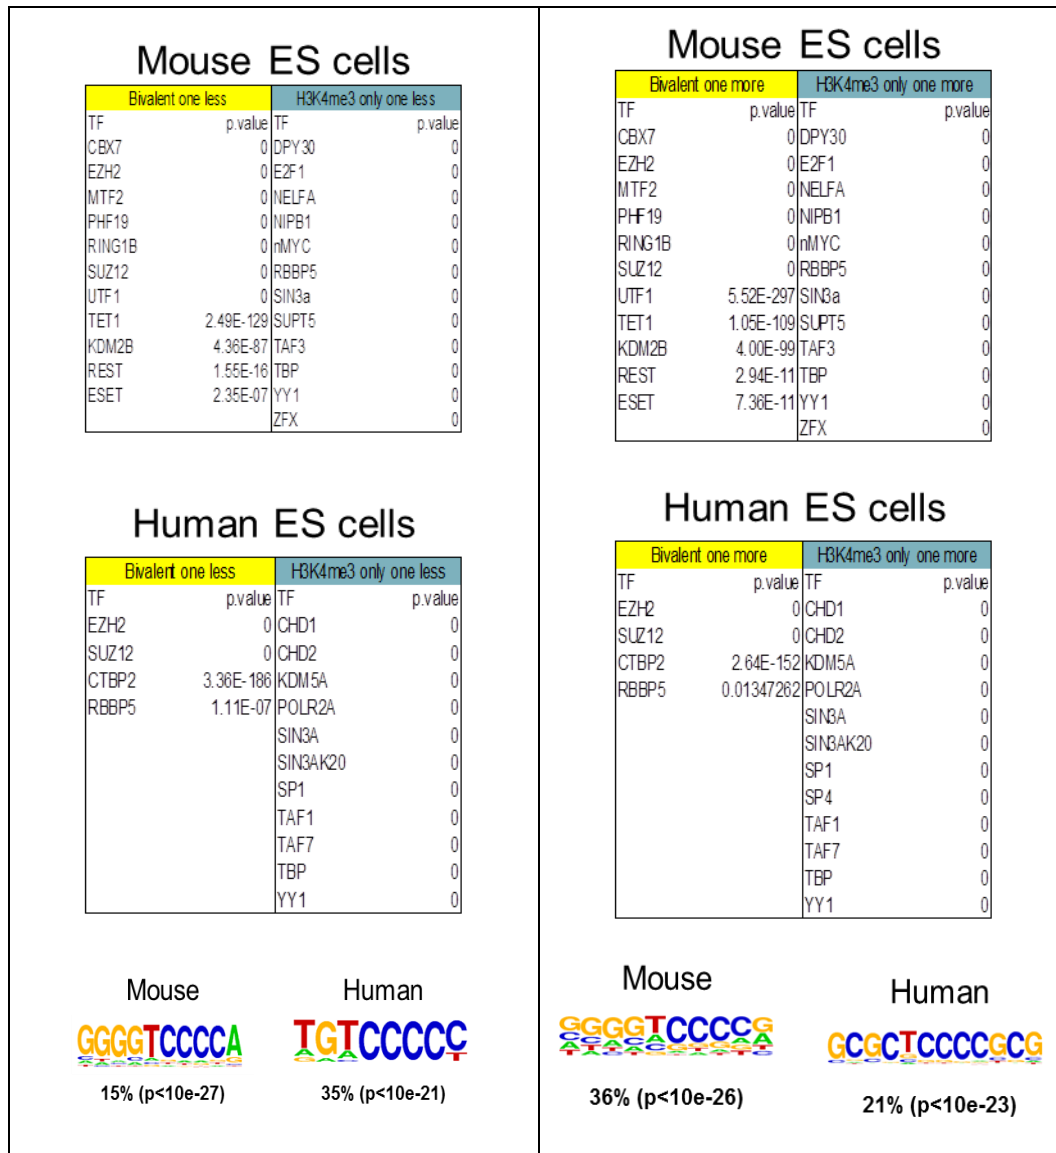 Mouse ES cells
Bivalent one less H3K4me3 only one less
TF p.value TF p.value
CBX7 0 DPY30 0
EZH2 0 E2F1 0
MTF2 0 NELFA 0
PHF19 0 NIPB1 0
RING1B 0 nMYC 0
SUZ12 0 RBBP5 0
UTF1 0 SIN3a 0
TET1 2.49E-129 SUPT5 0
KDM2B 4.36E-87 TAF3 0
REST 1.55E-16 TBP 0
ESET 2.35E-07 YY1 0
ZFX 0
Human ES cells
Bivalent one less H3K4me3 only one less
TF p.value TF p.value
EZH2 0 CHD1 0
SUZ12 0 CHD2 0
CTBP2 3.36E-186 KDM5A 0
RBBP5 1.11E-07 POLR2A 0
SIN3A 0
SIN3AK20 0
SP1 0
TAF1 0
TAF7 0
TBP 0
YY1 0
Mouse Human
GGGGTCCCCA TGTCCCCC
15% (p<10e-27) 35% (p<10e-21)
Mouse ES cells
Bivalent one more H3K4me3 only one more
TF p.value TF p.value
CBX7 0 DPY30 0
EZH2 0 E2F1 0
MTF2 0 NELFA 0
PHF19 0 NIPB1 0
RING1B 0 nMYC 0
SUZ12 0 RBBP5 0
UTF1 5.52E-297 SIN3a 0
TET1 1.05E-109 SUPT5 0
KDM2B 4.00E-99 TAF3 0
REST 2.94E-11 TBP 0
ESET 7.36E-11 YY1 0
ZFX 0
Human ES cells
Bivalent one more H3K4me3 only one more
TF p.value TF p.value
EZH2 0 CHD1 0
SUZ12 0 CHD2 0
CTBP2 2.64E-152 KDM5A 0
RBBP5 0.01347262 POLR2A 0
SIN3A 0
SIN3AK20 0
SP1 0
SP4 0
TAF1 0
TAF7 0
TBP 0
YY1 0
Mouse Human
GGGGTCCCCG GCGCTCCCCGCG
36% (p<10e-26) 21% (p<10e-23)